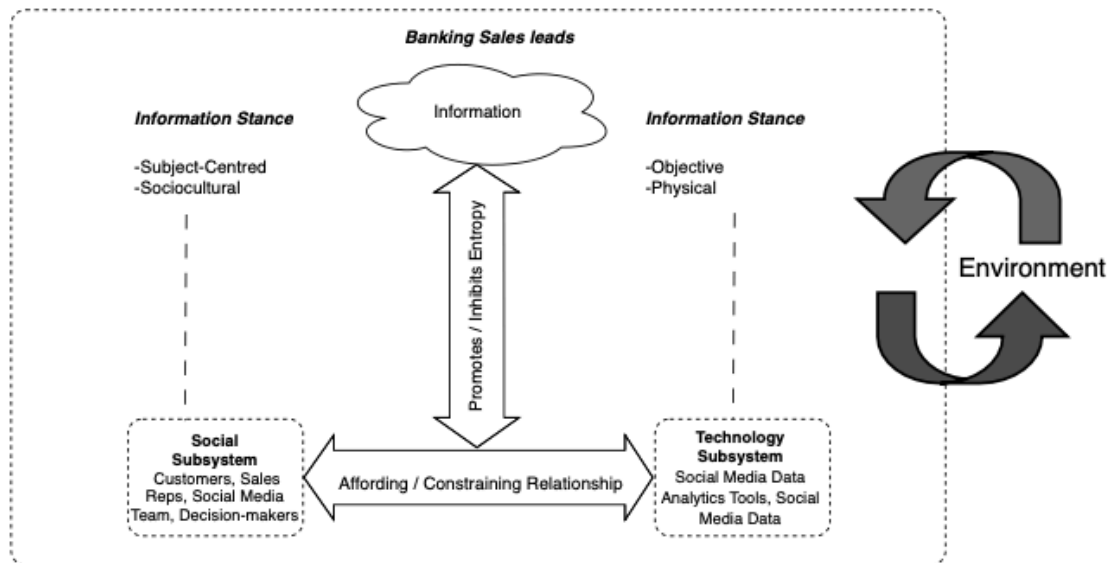 Banking Sales leads
Information
Information Stance
-Subject-Centred
-Sociocultural
Information Stance
-Objective
-Physical
Promotes / Inhibits Entropy
Environment
Social
Subsystem
Customers, Sales
Reps, Social Media
Team, Decision-makers
Affording / Constraining Relationship
Technology
Subsystem
Social Media Data
Analytics Tools, Social
Media Data